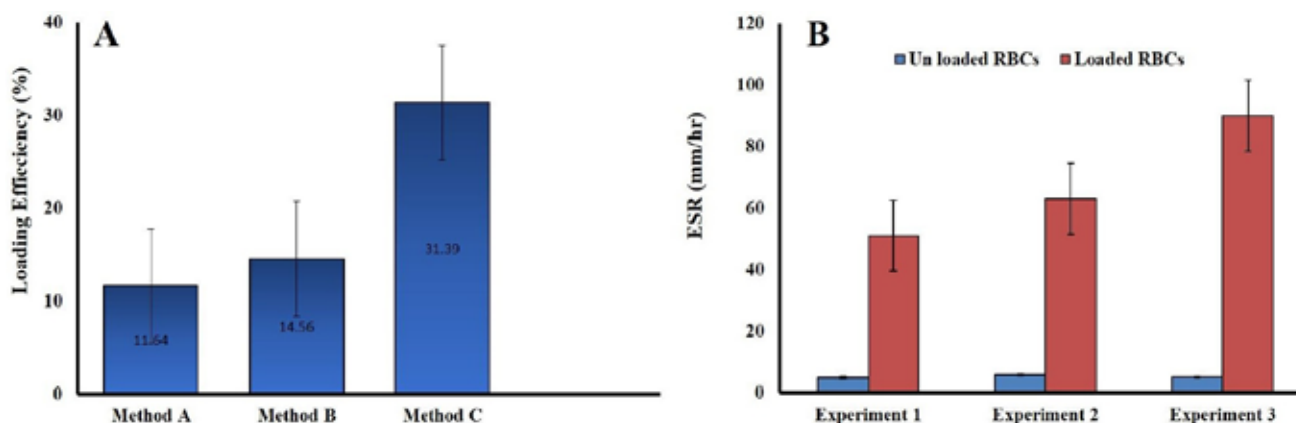 A
Loading Efficeciency (%)
40
30
20
10
0
11.64
14.56
31.39
Method A
Method B
Method C
B
Un loaded RBCs
Loaded RBCs
ESR (mm/hr)
120
100
80
60
40
20
0
Experiment 1
Experiment 2
Experiment 3